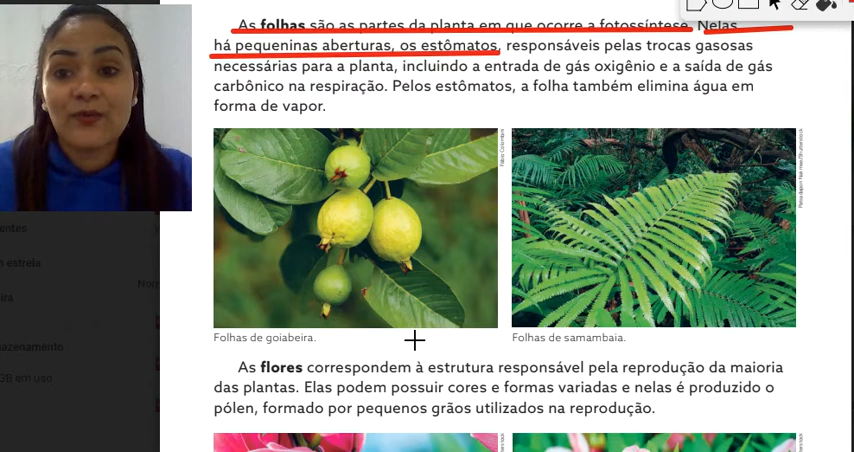 As folhas são as partes da planta em que ocorre a fotossíntese. Nelas
há pequeninas aberturas, os estômatos, responsáveis pelas trocas gasosas
necessárias para a planta, incluindo a entrada de gás oxigênio e a saída de gás
carbônico na respiração. Pelos estômatos, a folha também elimina água em
forma de vapor.
Fabio Colombini
Folhas de goiabeira.
Folhas de samambaia.
As flores correspondem à estrutura responsável pela reprodução da maioria
das plantas. Elas podem possuir cores e formas variadas e nelas é produzido o
pólen, formado por pequenos grãos utilizados na reprodução.
entes
estrela
Nom
ira
azenamento
GB em uso